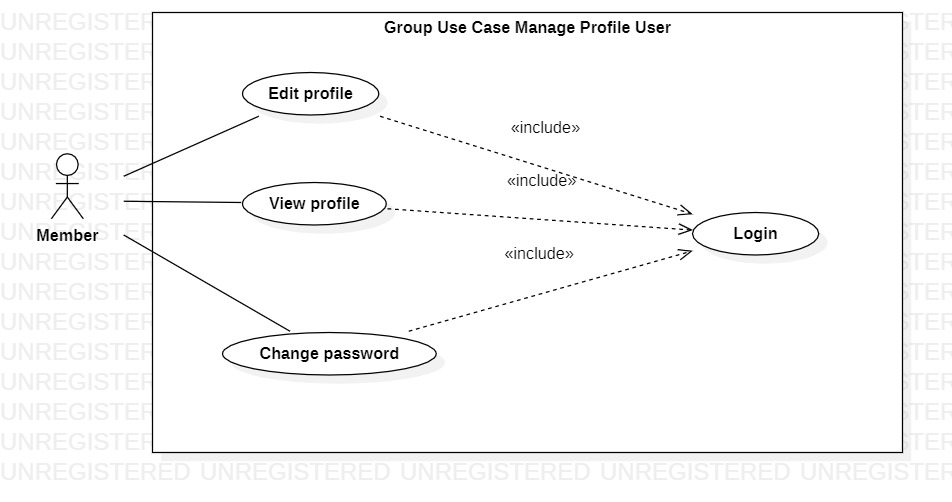 Group Use Case Manage Profile User
Edit profile
«include»
«include»
View profile
Member
Login
«include»
Change password
UNREGISTERED UNREGISTERED UNREGISTERED UNREGISTERED UNREGISTERED